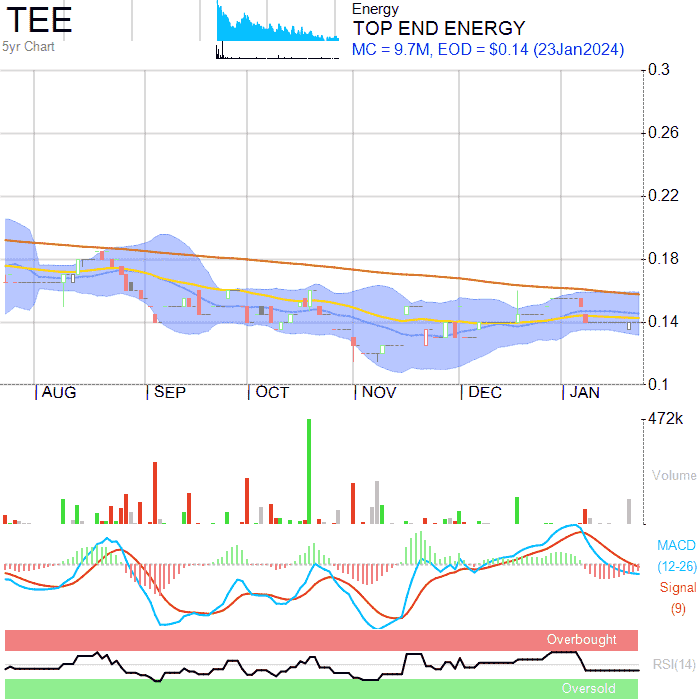 TEE
5yr Chart
Energy
TOP END ENERGY
MC = 9.7M, EOD = $0.14 (23Jan2024)
0.3
0.26
0.22
0.18
0.14
0.1
AUG SEP OCT NOV DEC JAN
472k
Volume
MACD
(12-26)
Signal
(9)
Overbought
RSI(14)
Oversold